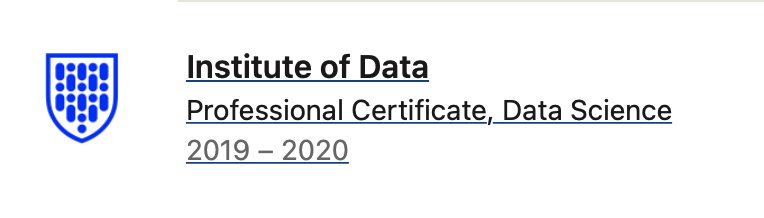 Institute of Data
Professional Certificate, Data Science
2019 – 2020